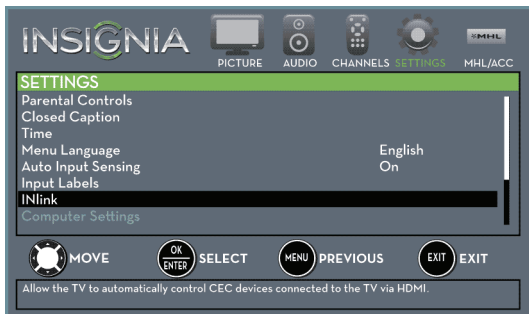 INSIGNIA
PICTURE AUDIO CHANNELS SETTINGS MHL/ACC
MHL
SETTINGS
Parental Controls
Closed Caption
Time
Menu Language English
Auto Input Sensing On
Input Labels
INlink
Computer Settings
MOVE OK ENTER SELECT MENU PREVIOUS EXIT EXIT
Allow the TV to automatically control CEC devices connected to the TV via HDMI.